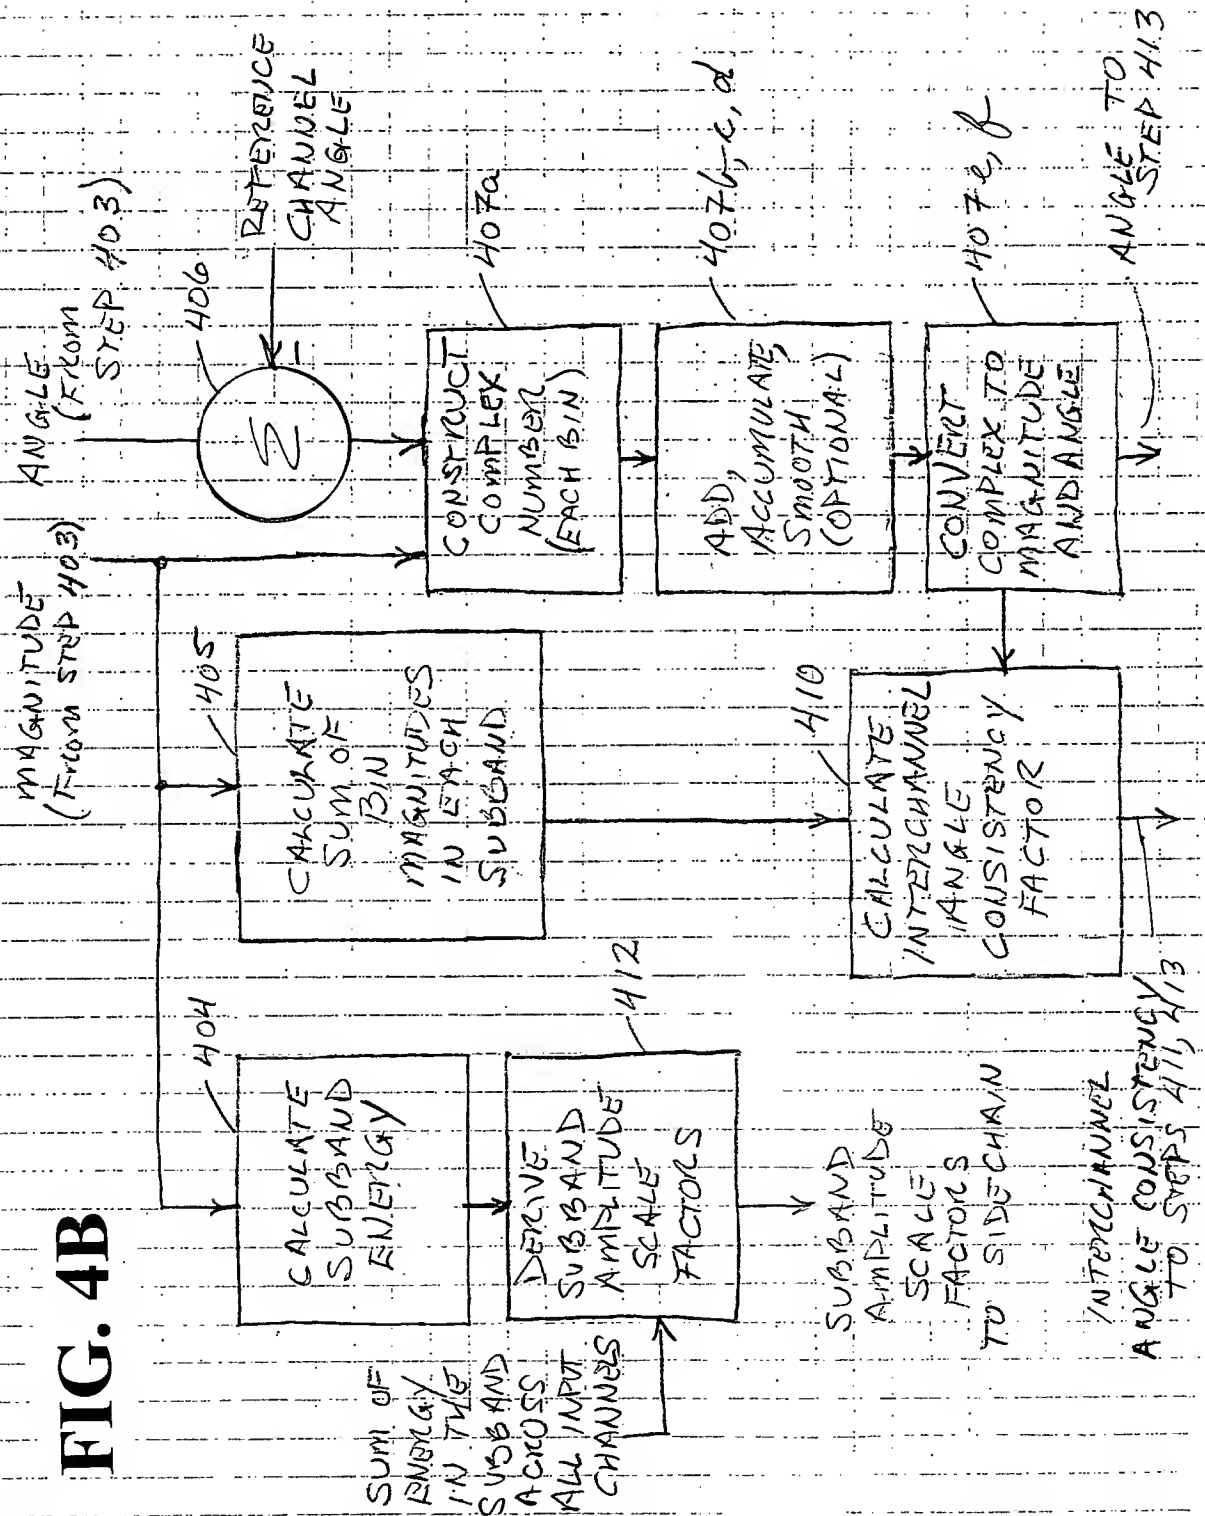 FIG. 4B
MAGNITUDE
(FROM STEP 403)
ANGLE
(FROM
STEP 403)
404
CALCULATE
SUBBAND
ENERGY
405
CALCULATE
SUM OF
BIN
MAGNITUDES
IN EACH
SUBBAND
406
Σ
−
REFERENCE
CHANNEL
ANGLE
407a
CONSTRUCT
COMPLEX
NUMBER
(EACH BIN)
SUM OF
ENERGY
IN THE
SUBBAND
ACROSS
ALL INPUT
CHANNELS
412
DERIVE
SUBBAND
AMPLITUDE
SCALE
FACTORS
407b, c, d
ADD,
ACCUMULATE,
SMOOTH
(OPTIONAL)
410
CALCULATE
INTERCHANNEL
ANGLE
CONSISTENCY
FACTOR
407e, f
CONVERT
COMPLEX TO
MAGNITUDE
AND ANGLE
SUBBAND
AMPLITUDE
SCALE
FACTORS
TO SIDECHAIN
INTERCHANNEL
ANGLE CONSISTENCY
TO STEPS 411, 413
ANGLE TO
STEP 413